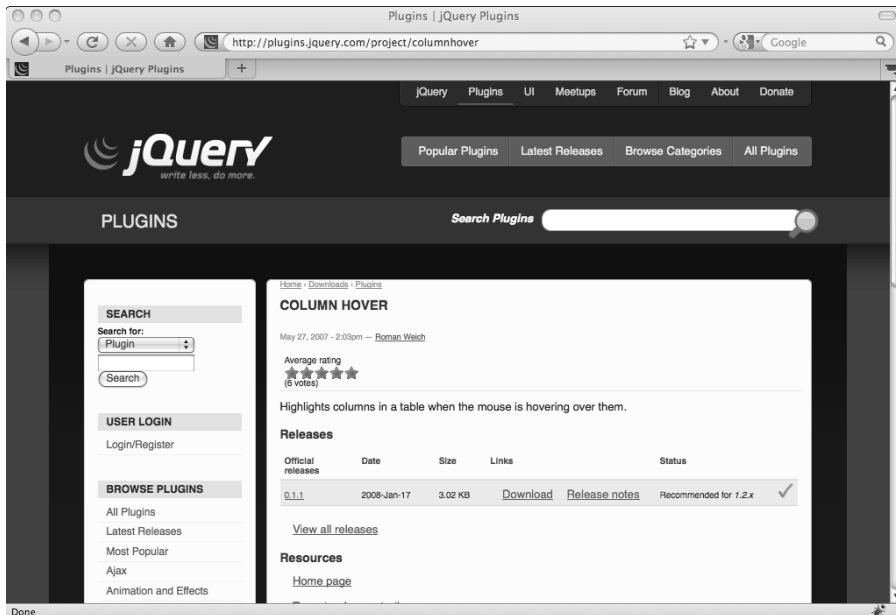 Plugins | jQuery Plugins
http://plugins.jquery.com/project/columnhover
Google
Plugins | jQuery Plugins
+
jQuery Plugins UI Meetups Forum Blog About Donate
jQuery
write less, do more.
Popular Plugins Latest Releases Browse Categories All Plugins
PLUGINS
Search Plugins
SEARCH
Search for:
Plugin
Search
USER LOGIN
Login/Register
BROWSE PLUGINS
All Plugins
Latest Releases
Most Popular
Ajax
Animation and Effects
Home › Downloads › Plugins
COLUMN HOVER
May 27, 2007 - 2:03pm — Roman Weich
Average rating
(6 votes)
Highlights columns in a table when the mouse is hovering over them.
Releases
Official releases Date Size Links Status
0.1.1 2008-Jan-17 3.02 KB Download Release notes Recommended for 1.2.x
View all releases
Resources
Home page
Done